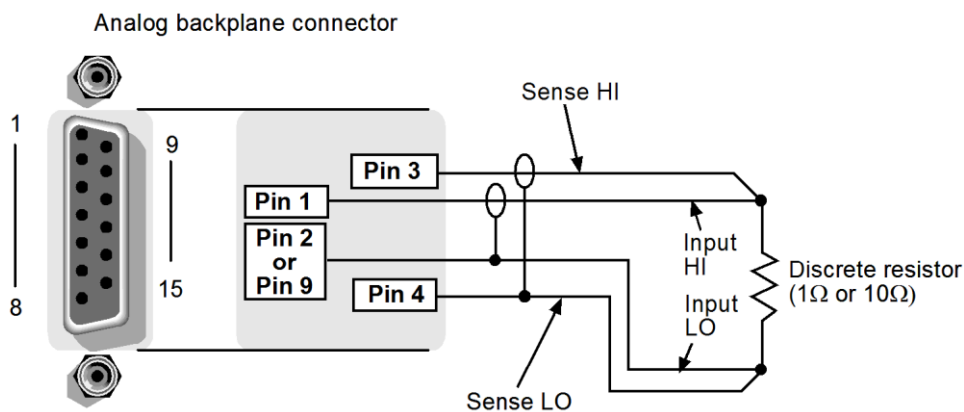 Analog backplane connector
1
8
9
15
Sense HI
Pin 3
Pin 1
Pin 2
or
Pin 9
Pin 4
Input
HI
Input
LO
Discrete resistor
(1Ω or 10Ω)
Sense LO